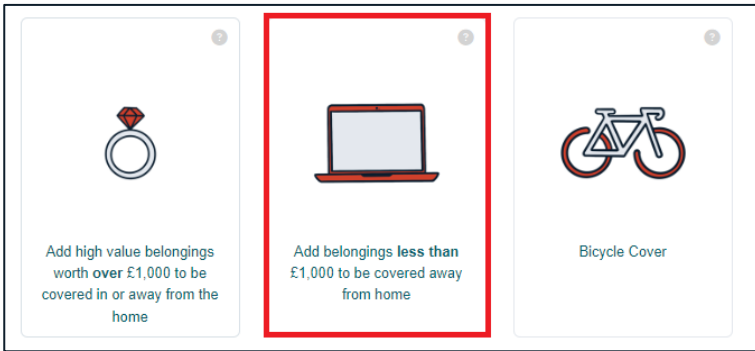 ?
?
?
Add high value belongings
worth over £1,000 to be
covered in or away from the
home
Add belongings less than
£1,000 to be covered away
from home
Bicycle Cover